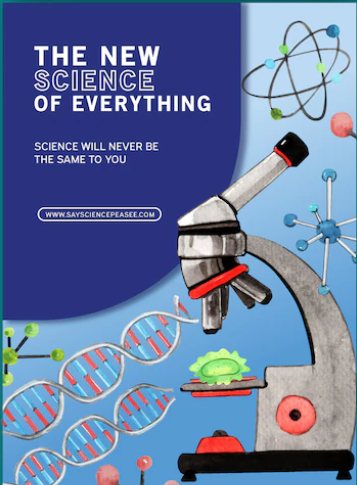 THE NEW
SCIENCE
OF EVERYTHING
SCIENCE WILL NEVER BE
THE SAME TO YOU
WWW.SAYSCIENCEPEASEE.COM